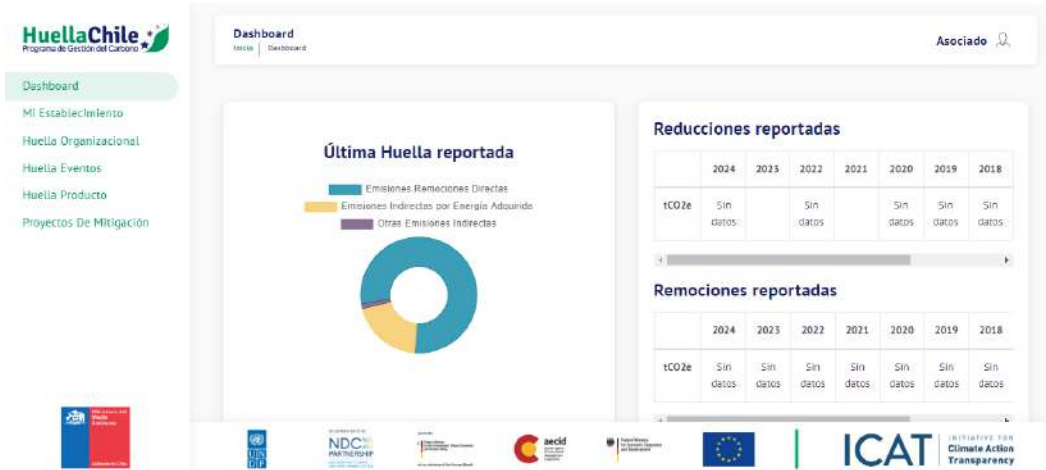 HuellaChile
Programa de Gestión del Carbono
Dashboard
Mi Establecimiento
Huella Organizacional
Huella Eventos
Huella Producto
Proyectos De Mitigación
Dashboard
Inicio | Dashboard
Asociado
Última Huella reportada
Emisiones Remociones Directas
Emisiones Indirectas por Energía Adquirida
Otras Emisiones Indirectas
Reducciones reportadas
2024 2023 2022 2021 2020 2019 2018
tCO2e Sin datos Sin datos Sin datos Sin datos Sin datos
Remociones reportadas
2024 2023 2022 2021 2020 2019 2018
tCO2e Sin datos Sin datos Sin datos Sin datos Sin datos Sin datos Sin datos
UN
DP
NDC
PARTNERSHIP
aecid
ICAT
INITIATIVE FOR
Climate Action
Transparency